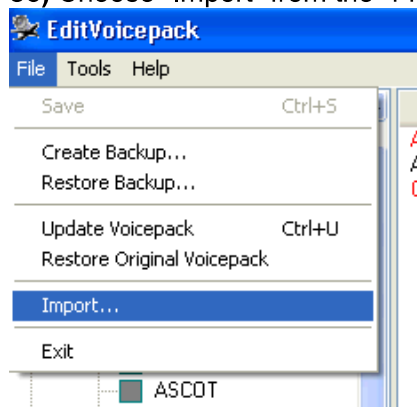 EditVoicepack
File Tools Help
Save Ctrl+S
Create Backup...
Restore Backup...
Update Voicepack Ctrl+U
Restore Original Voicepack
Import...
Exit
ASCOT